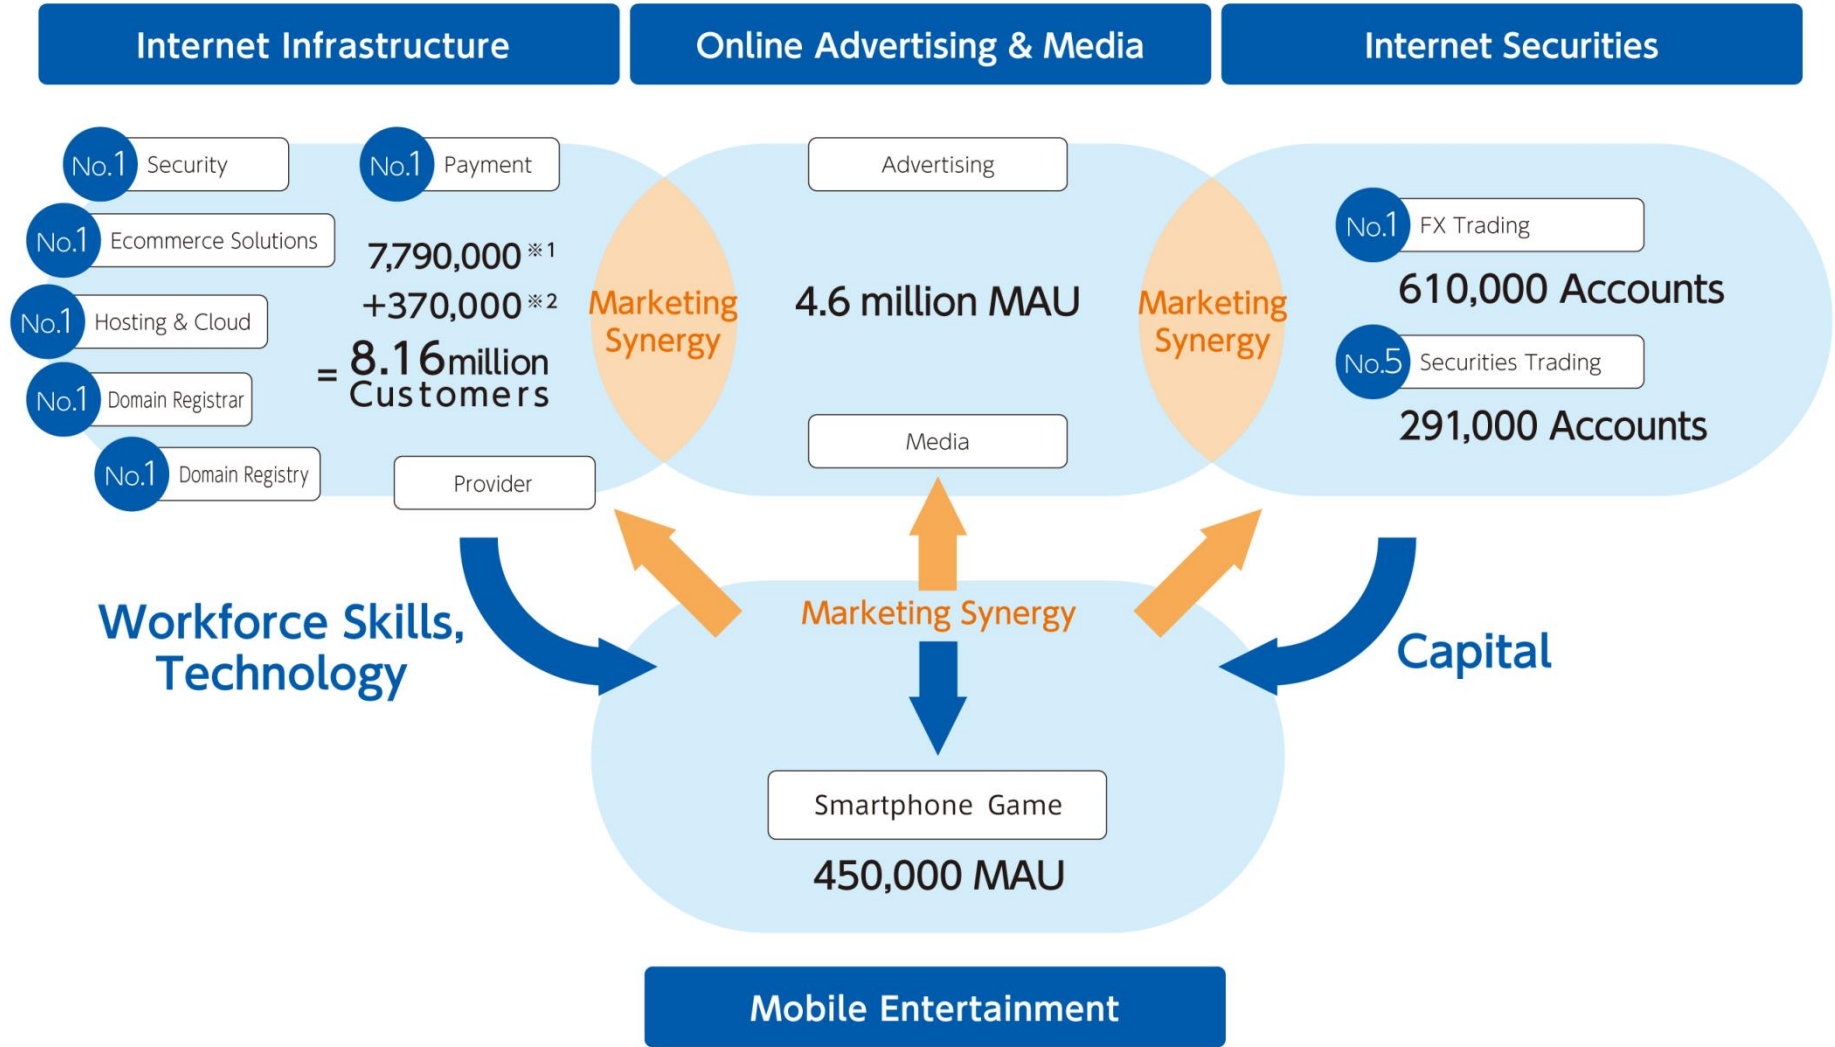 Internet Infrastructure
Online Advertising & Media
Internet Securities
No.1 Security
No.1 Payment
No.1 Ecommerce Solutions
7,790,000※1
+370,000※2
= 8.16 million
Customers
No.1 Hosting & Cloud
No.1 Domain Registrar
No.1 Domain Registry
Provider
Marketing
Synergy
Advertising
4.6 million MAU
Media
Marketing
Synergy
No.1 FX Trading
610,000 Accounts
No.5 Securities Trading
291,000 Accounts
Workforce Skills,
Technology
Marketing Synergy
Capital
Smartphone Game
450,000 MAU
Mobile Entertainment